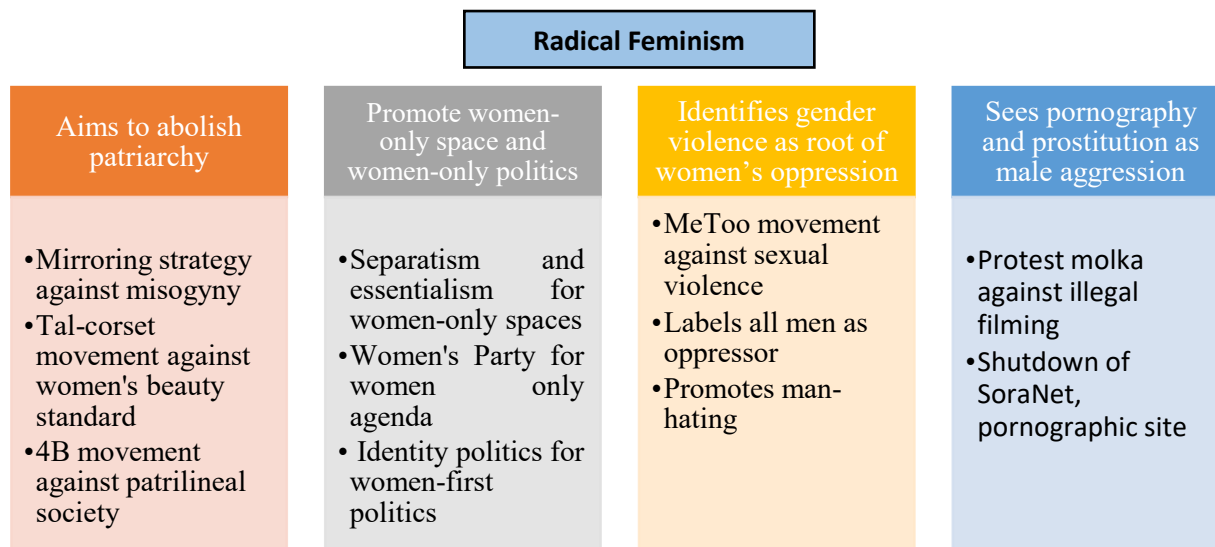 Radical Feminism
Aims to abolish
patriarchy
•Mirroring strategy
against misogyny
•Tal-corset
movement against
women's beauty
standard
•4B movement
against patrilineal
society
Promote women-
only space and
women-only politics
•Separatism and
essentialism for
women-only spaces
•Women's Party for
women only
agenda
• Identity politics for
women-first
politics
Identifies gender
violence as root of
women’s oppression
•MeToo movement
against sexual
violence
•Labels all men as
oppressor
•Promotes man-
hating
Sees pornography
and prostitution as
male aggression
•Protest molka
against illegal
filming
•Shutdown of
SoraNet,
pornographic site